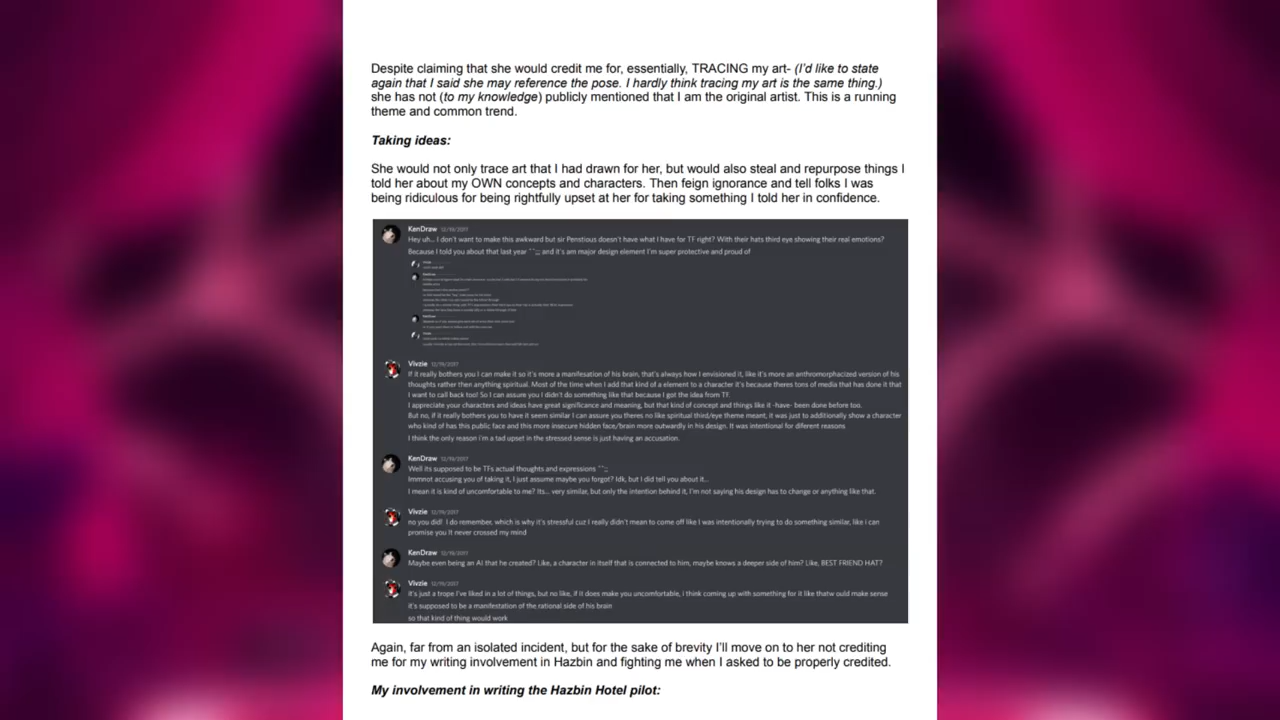 Despite claiming that she would credit me for, essentially, TRACING my art- (I'd like to state
again that I said she may reference the pose. I hardly think tracing my art is the same thing.)
she has not (to my knowledge) publicly mentioned that I am the original artist. This is a running
theme and common trend.
Taking ideas:
She would not only trace art that I had drawn for her, but would also steal and repurpose things I
told her about my OWN concepts and characters. Then feign ignorance and tell folks I was
being ridiculous for being rightfully upset at her for taking something I told her in confidence.
KenDraw 12/19/2017
Hey uh... I don't want to make this awkward but sir Penstious doesn't have what I have for TF right? With their hats third eye showing their real emotions?
Because I told you about that last year ^^;; and it's am major design element I'm super protective and proud of
Vivzie 12/19/2017
If it really bothers you I can make it so it's more a manifesation of his brain, that's always how I envisioned it, like it's more an anthromorphacized version of his
thoughts rather then anything spiritual. Most of the time when I add that kind of a element to a character it's because theres tons of media that has done it that
I want to call back too! So I can assure you I didn't do something like that because I got the idea from TF.
I appreciate your characters and ideas have great significance and meaning, but that kind of concept and things like it -have- been done before too.
But no, if it really bothers you to have it seem similar I can assure you theres no like spiritual third/eye theme meant, it was just to additionally show a character
who kind of has this public face and this more insecure hidden face/brain more outwardly in his design. It was intentional for diferent reasons
I think the only reason i'm a tad upset in the stressed sense is just having an accusation.
KenDraw 12/19/2017
Well its supposed to be TFs actual thoughts and expressions ^^;;
Immnot accusing you of taking it, I just assume maybe you forgot? Idk, but I did tell you about it...
I mean it is kind of uncomfortable to me? Its... very similar, but only the intention behind it, I'm not saying his design has to change or anything like that.
Vivzie 12/19/2017
no you did! I do remember, which is why it's stressful cuz I really didn't mean to come off like I was intentionally trying to do something similar, like i can
promise you It never crossed my mind
KenDraw 12/19/2017
Maybe even being an AI that he created? Like, a character in itself that is connected to him, maybe knows a deeper side of him? Like, BEST FRIEND HAT?
Vivzie 12/19/2017
it's just a trope I've liked in a lot of things, but no like, if it does make you uncomfortable, i think coming up with something for it like thatw ould make sense
it's supposed to be a manifestation of the rational side of his brain
so that kind of thing would work
Again, far from an isolated incident, but for the sake of brevity I'll move on to her not crediting
me for my writing involvement in Hazbin and fighting me when I asked to be properly credited.
My involvement in writing the Hazbin Hotel pilot: